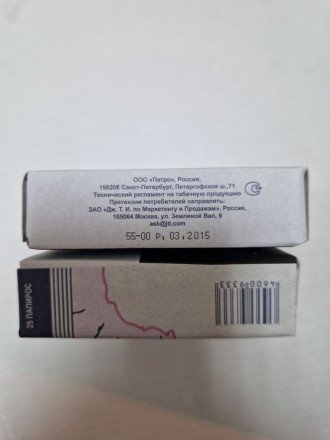 ООО «Петро», Россия,
198206 Санкт-Петербург, Петергофское ш.,71
Технический регламент на табачную продукцию
Претензии потребителей направлять:
ЗАО «Дж. Т. И. по Маркетингу и Продажам», Россия,
105064 Москва, ул. Земляной Вал, 9
ask@jti.com
55-00 Р. 03.2015
25 ПАПИРОС
46009333